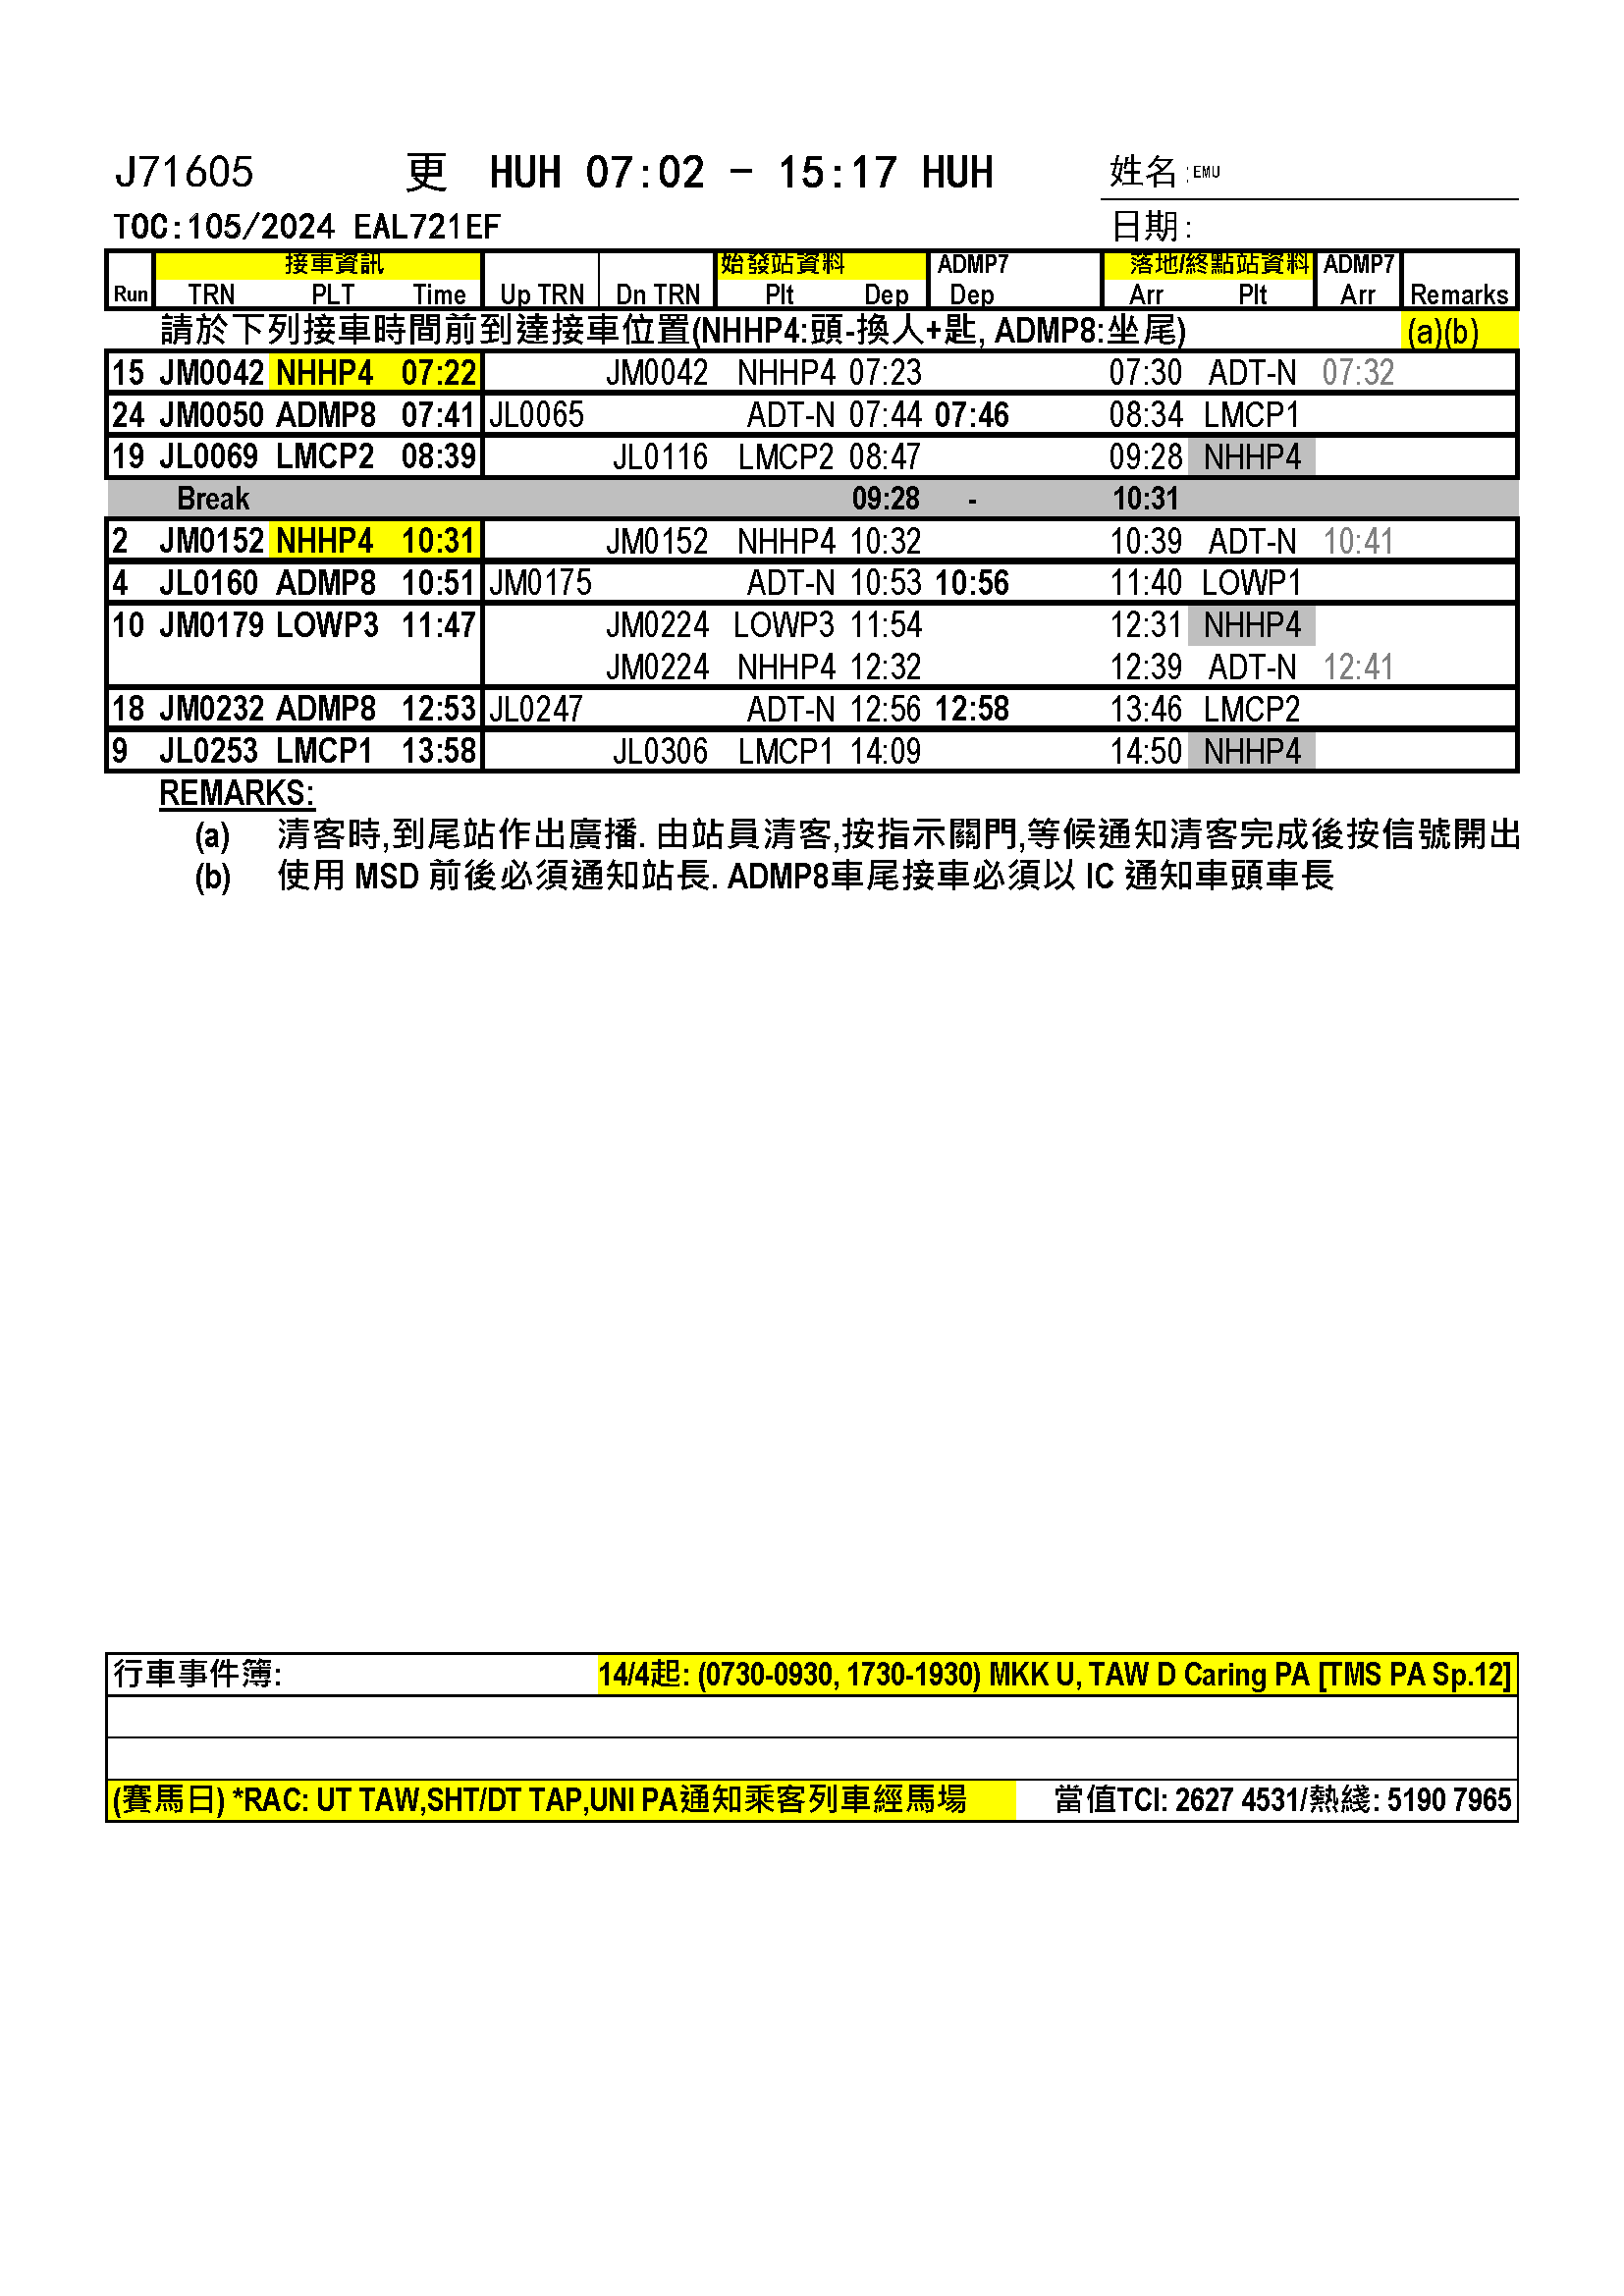 J71605 更 HUH 07:02 - 15:17 HUH 姓名:EMU
TOC:105/2024 EAL721EF 日期:
接車資訊 始發站資料 ADMP7 落地/終點站資料 ADMP7
Run TRN PLT Time Up TRN Dn TRN Plt Dep Dep Arr Plt Arr Remarks
請於下列接車時間前到達接車位置(NHHP4:頭-換人+匙, ADMP8:坐尾) (a)(b)
15 JM0042 NHHP4 07:22 JM0042 NHHP4 07:23 07:30 ADT-N 07:32
24 JM0050 ADMP8 07:41 JL0065 ADT-N 07:44 07:46 08:34 LMCP1
19 JL0069 LMCP2 08:39 JL0116 LMCP2 08:47 09:28 NHHP4
Break 09:28 - 10:31
2 JM0152 NHHP4 10:31 JM0152 NHHP4 10:32 10:39 ADT-N 10:41
4 JL0160 ADMP8 10:51 JM0175 ADT-N 10:53 10:56 11:40 LOWP1
10 JM0179 LOWP3 11:47 JM0224 LOWP3 11:54 12:31 NHHP4
JM0224 NHHP4 12:32 12:39 ADT-N 12:41
18 JM0232 ADMP8 12:53 JL0247 ADT-N 12:56 12:58 13:46 LMCP2
9 JL0253 LMCP1 13:58 JL0306 LMCP1 14:09 14:50 NHHP4
REMARKS:
(a) 清客時,到尾站作出廣播. 由站員清客,按指示關門,等候通知清客完成後按信號開出
(b) 使用 MSD 前後必須通知站長. ADMP8車尾接車必須以 IC 通知車頭車長
行車事件簿: 14/4起: (0730-0930, 1730-1930) MKK U, TAW D Caring PA [TMS PA Sp.12]
(賽馬日) *RAC: UT TAW,SHT/DT TAP,UNI PA通知乘客列車經馬場 當值TCI: 2627 4531/熱綫: 5190 7965